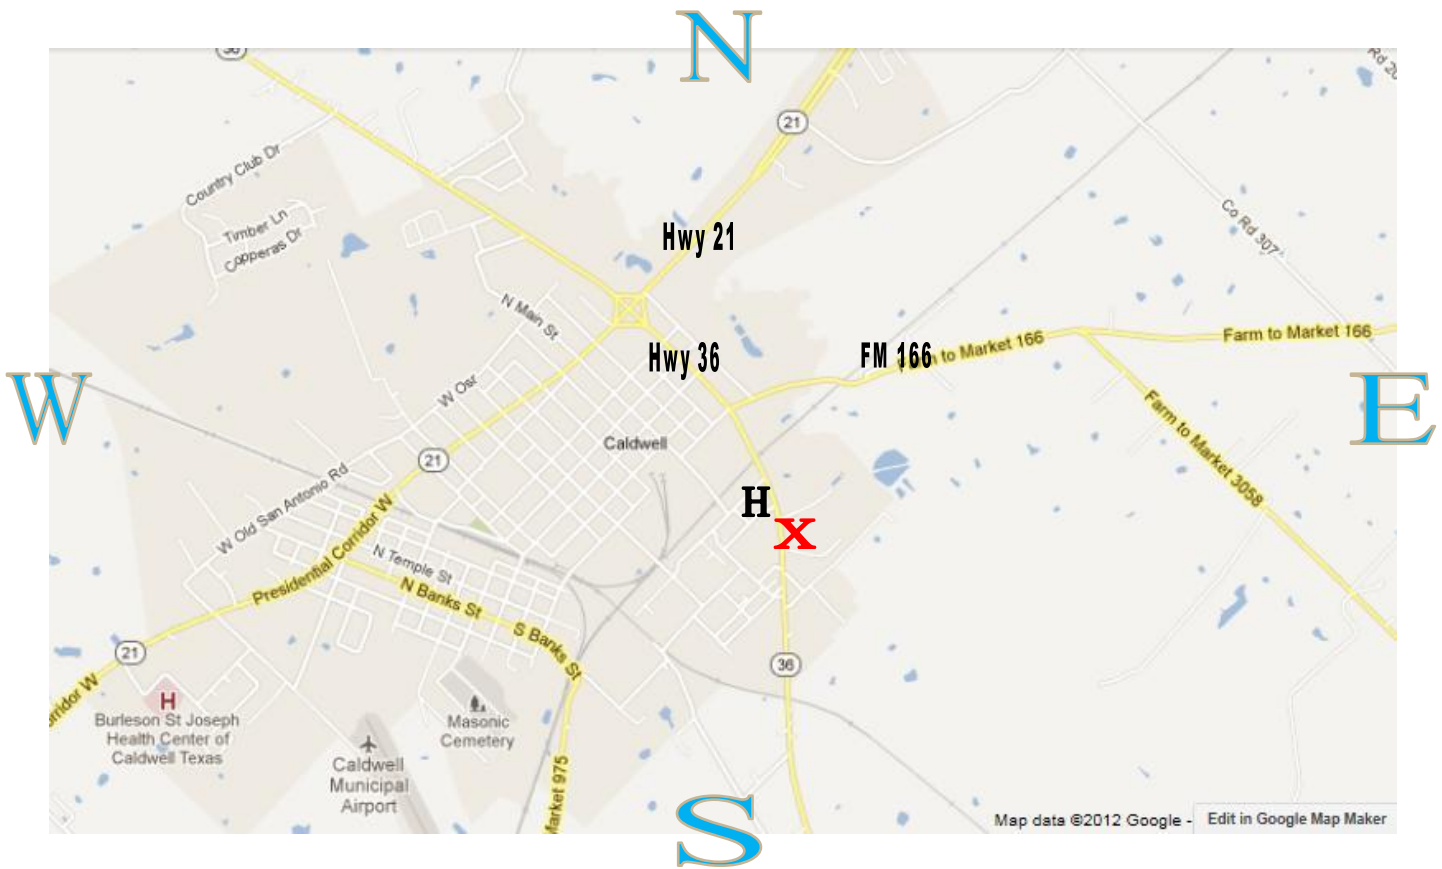 N
36
21
Country Club Dr
Rd 20
Timber Ln
Copperas Dr
Co Rd 307
Hwy 21
N Main St
Hwy 36
FM 166
to Market 166
Farm to Market 166
W
E
W Osr
Farm to Market 3058
Caldwell
21
W Old San Antonio Rd
H
X
Presidential Corridor W
N Temple St
N Banks St
S Banks St
21
36
orridor W
H
Burleson St Joseph
Health Center of
Caldwell Texas
Masonic
Cemetery
Caldwell
Municipal
Airport
Market 975
Map data ©2012 Google -
Edit in Google Map Maker
S